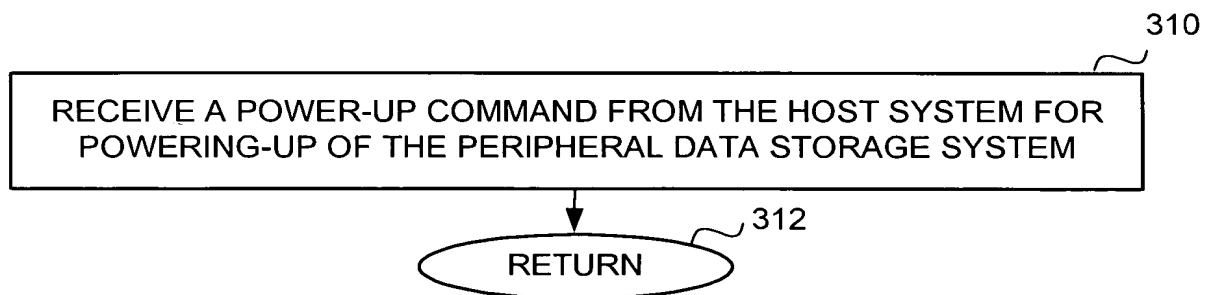 310
RECEIVE A POWER-UP COMMAND FROM THE HOST SYSTEM FOR
POWERING-UP OF THE PERIPHERAL DATA STORAGE SYSTEM
312
RETURN